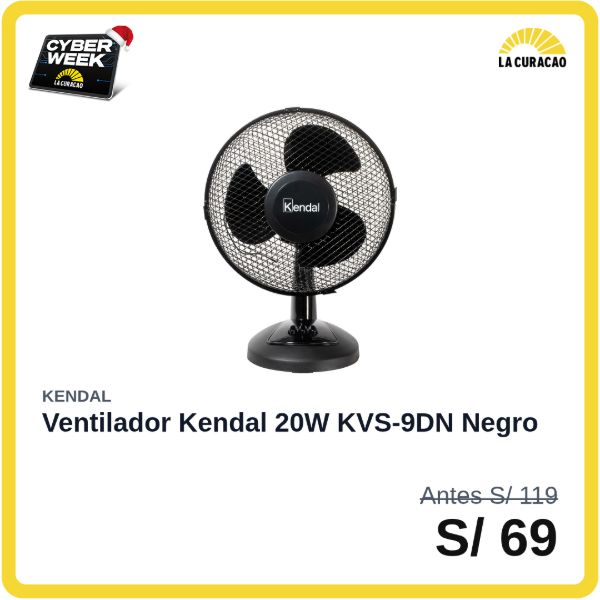 CYBER
WEEK
LA CURACAO
LA CURACAO
Kendal
KENDAL
Ventilador Kendal 20W KVS-9DN Negro
Antes S/ 119
S/ 69